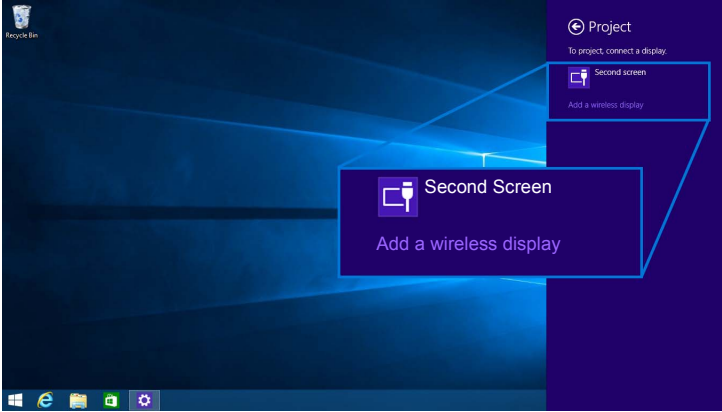 Recycle Bin
Project
To project, connect a display.
Second screen
Add a wireless display
Second Screen
Add a wireless display